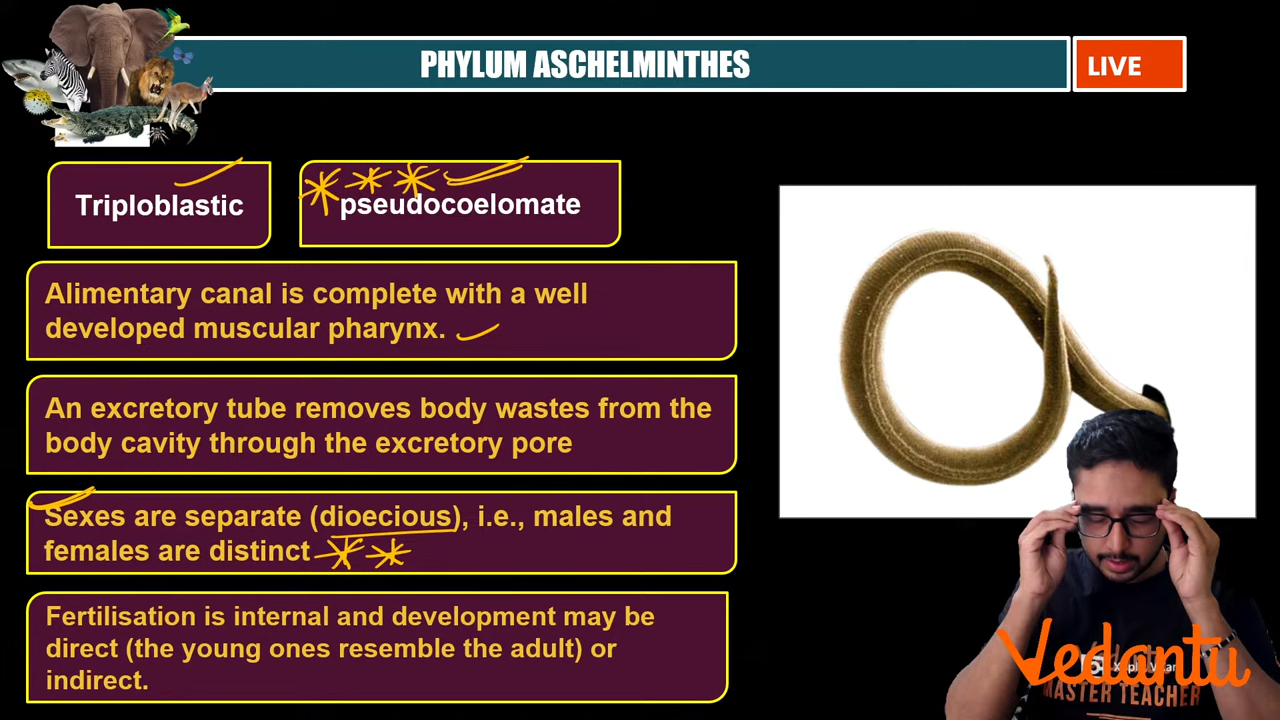 PHYLUM ASCHELMINTHES
LIVE
Triploblastic
pseudocoelomate
Alimentary canal is complete with a well
developed muscular pharynx.
An excretory tube removes body wastes from the
body cavity through the excretory pore
Sexes are separate (dioecious), i.e., males and
females are distinct
Fertilisation is internal and development may be
direct (the young ones resemble the adult) or
indirect.
Vedantu
MASTER TEACHER